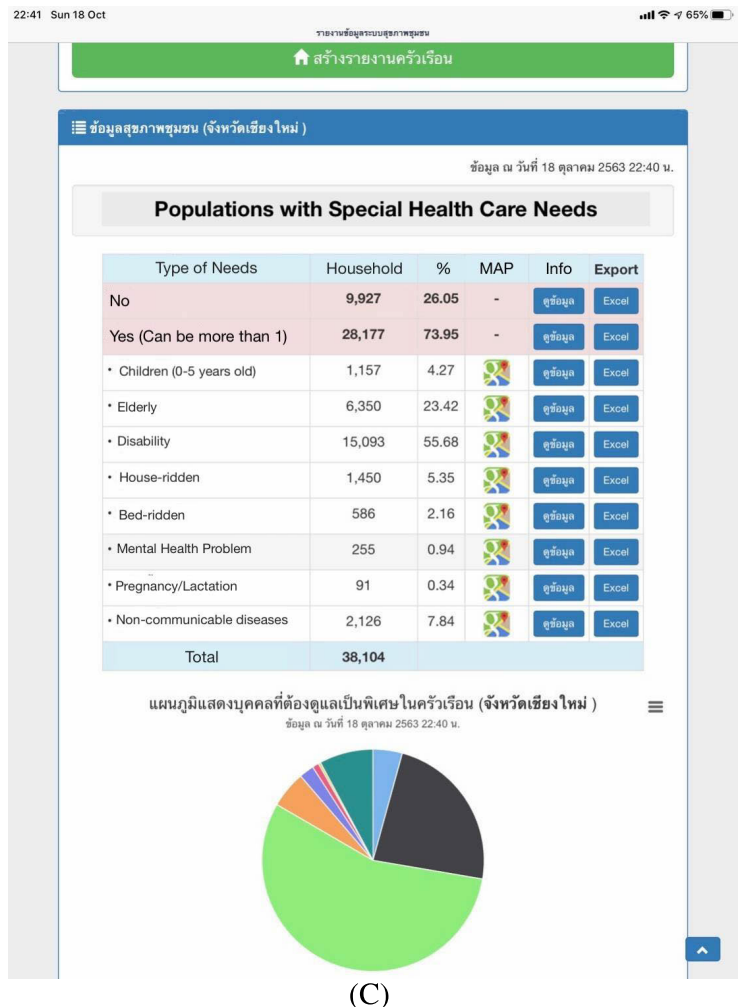 22:41 Sun 18 Oct 65%
รายงานข้อมูลระบบสุขภาพชุมชน
สร้างรายงานครัวเรือน
ข้อมูลสุขภาพชุมชน (จังหวัดเชียงใหม่ )
ข้อมูล ณ วันที่ 18 ตุลาคม 2563 22:40 น.
Populations with Special Health Care Needs
Type of Needs Household % MAP Info Export
No 9,927 26.05 - ดูข้อมูล Excel
Yes (Can be more than 1) 28,177 73.95 - ดูข้อมูล Excel
• Children (0-5 years old) 1,157 4.27 ดูข้อมูล Excel
• Elderly 6,350 23.42 ดูข้อมูล Excel
• Disability 15,093 55.68 ดูข้อมูล Excel
• House-ridden 1,450 5.35 ดูข้อมูล Excel
• Bed-ridden 586 2.16 ดูข้อมูล Excel
• Mental Health Problem 255 0.94 ดูข้อมูล Excel
• Pregnancy/Lactation 91 0.34 ดูข้อมูล Excel
• Non-communicable diseases 2,126 7.84 ดูข้อมูล Excel
Total 38,104
แผนภูมิแสดงบุคคลที่ต้องดูแลเป็นพิเศษในครัวเรือน (จังหวัดเชียงใหม่ )
ข้อมูล ณ วันที่ 18 ตุลาคม 2563 22:40 น.
(C)